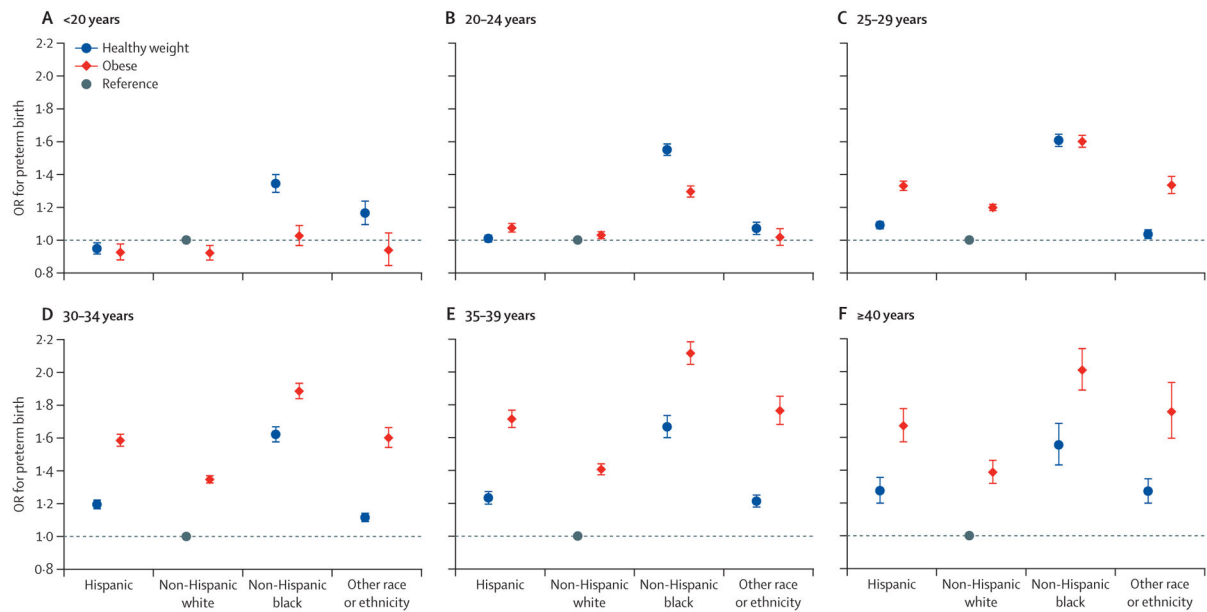 A <20 years
B 20–24 years
C 25–29 years
2·2
2·0
1·8
1·6
1·4
1·2
1·0
0·8
OR for preterm birth
Healthy weight
Obese
Reference
D 30–34 years
E 35–39 years
F ≥40 years
2·2
2·0
1·8
1·6
1·4
1·2
1·0
0·8
OR for preterm birth
Hispanic
Non-Hispanic
white
Non-Hispanic
black
Other race
or ethnicity
Hispanic
Non-Hispanic
white
Non-Hispanic
black
Other race
or ethnicity
Hispanic
Non-Hispanic
white
Non-Hispanic
black
Other race
or ethnicity